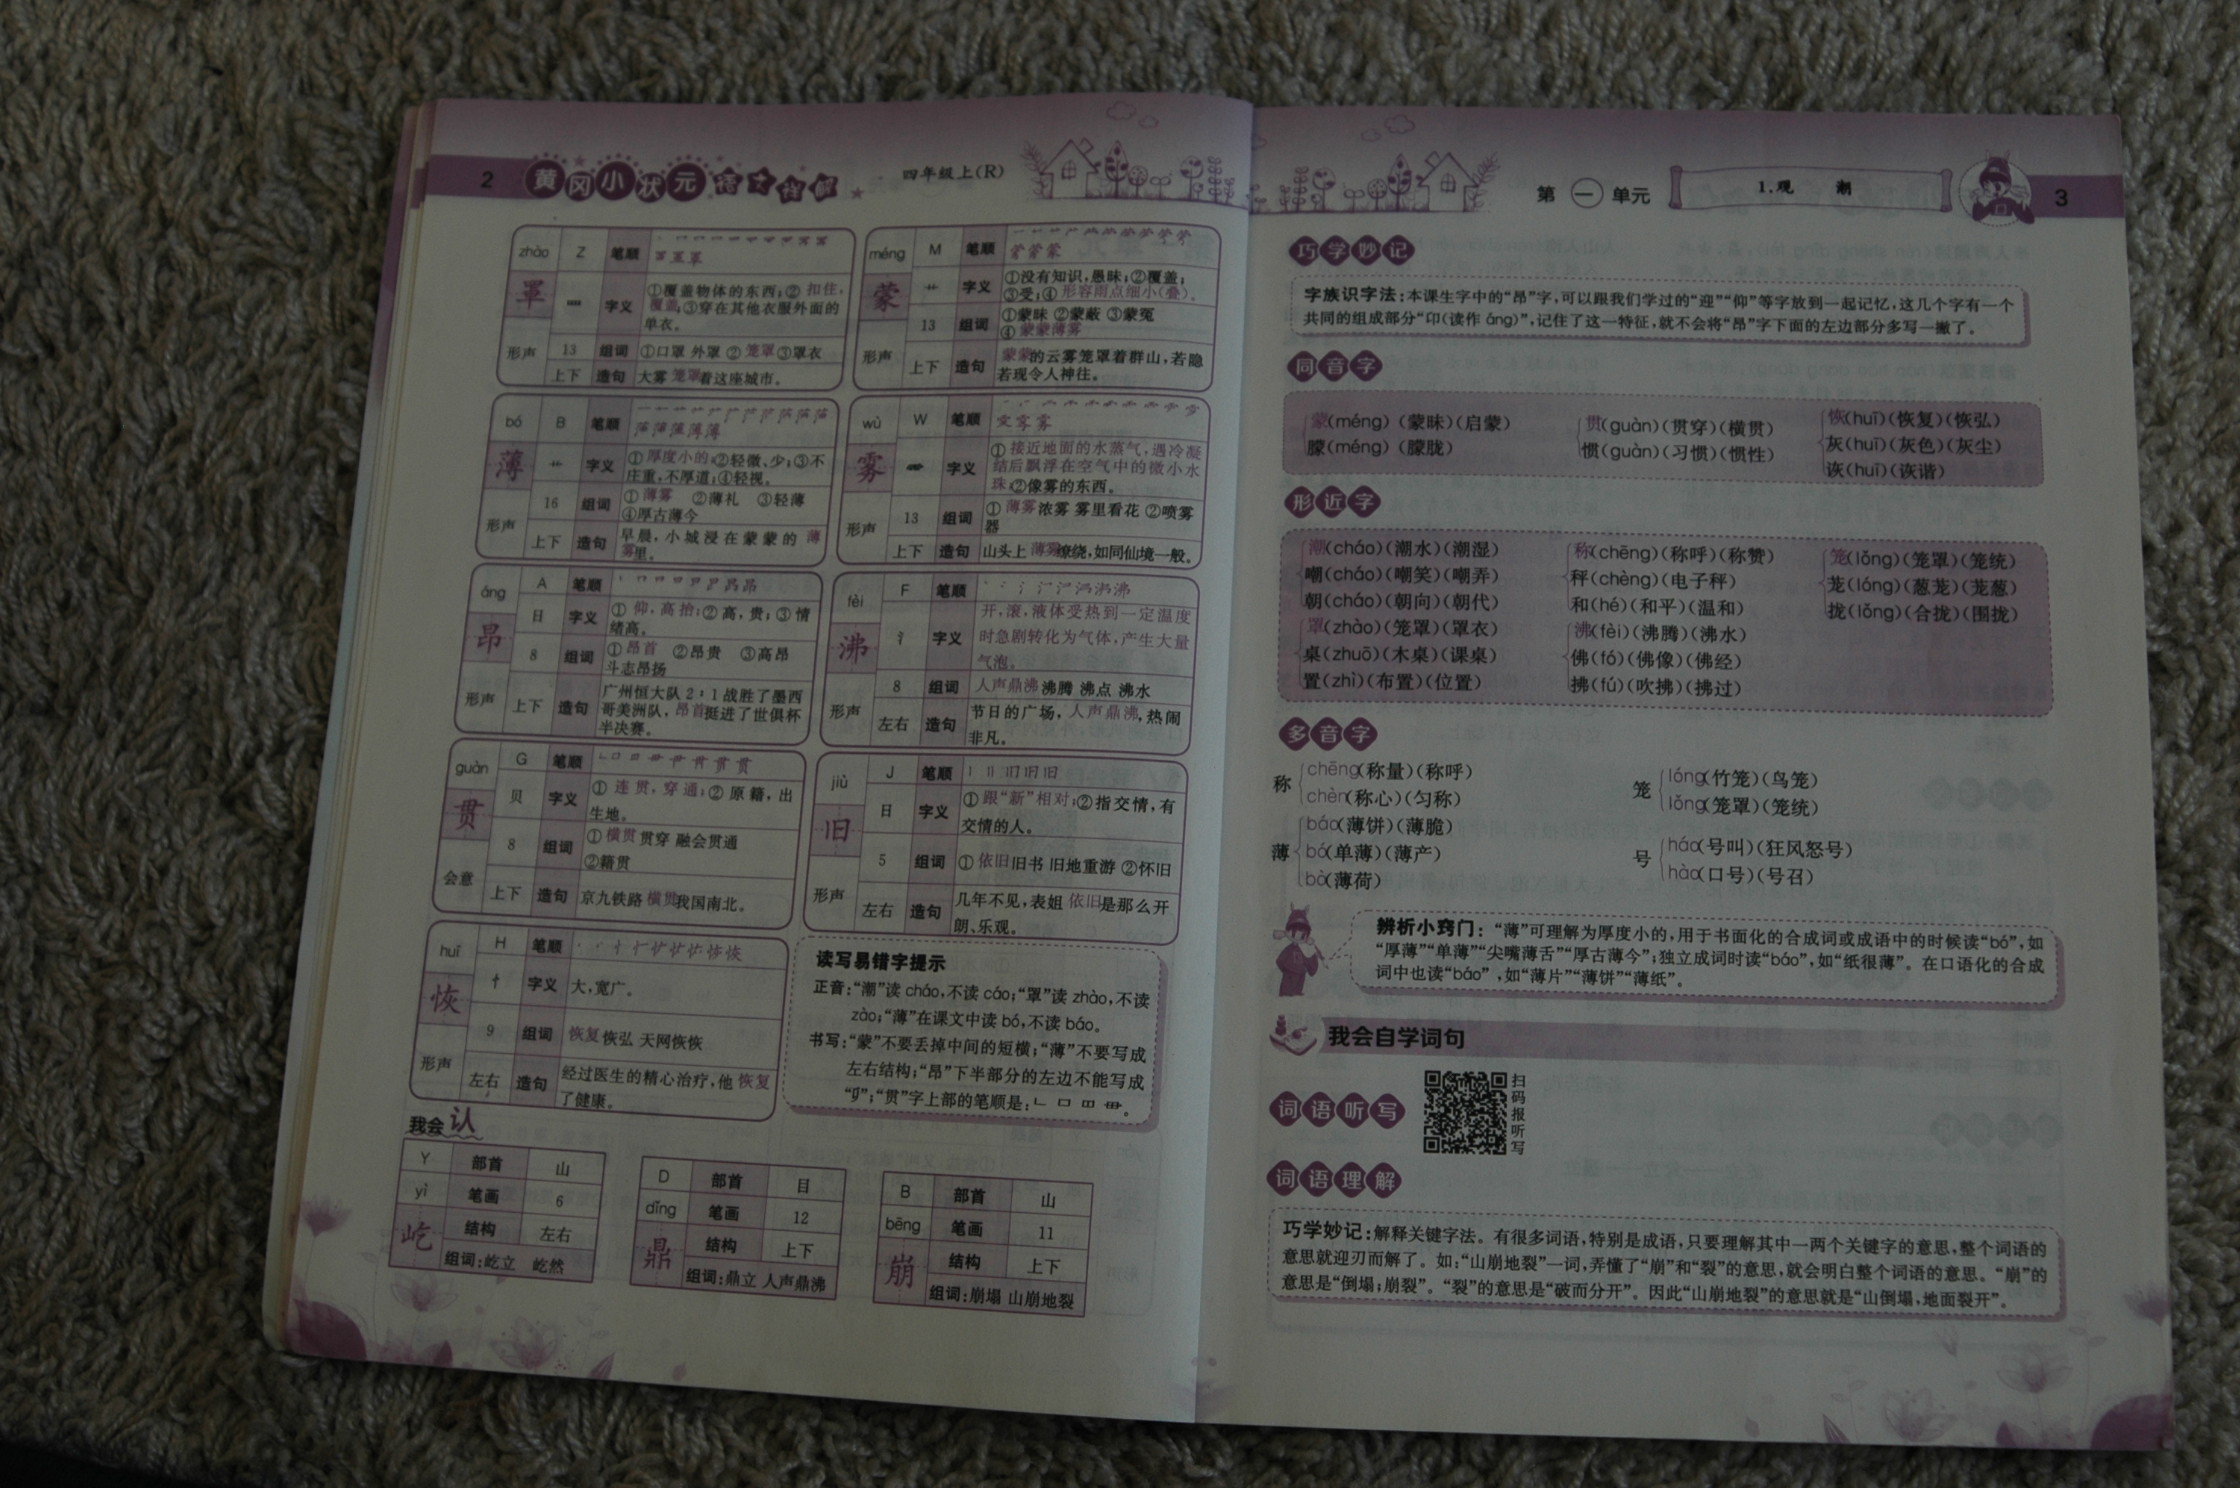 2 黄冈小状元 语文详解 四年级上(R)
zhào Z 笔顺
罩 字义 ①覆盖物体的东西;②扣住,
覆盖;③穿在其他衣服外面的
单衣。
形声 13 组词 ①口罩 外罩 ②笼罩 ③罩衣
上下 造句 大雾笼罩着这座城市。
méng M 笔顺
蒙 艹 字义 ①没有知识,愚昧;②覆盖;
③受;④形容雨点细小(叠)。
13 组词 ①蒙昧 ②蒙蔽 ③蒙冤
④蒙蒙薄雾
形声 上下 造句 蒙蒙的云雾笼罩着群山,若隐
若现令人神往。
bó B 笔顺
薄 艹 字义 ①厚度小的;②轻微、少;③不
庄重,不厚道;④轻视。
16 组词 ①薄雾 ②薄礼 ③轻薄
④厚古薄今
形声 上下 造句 早晨,小城浸在蒙蒙的薄
雾里。
wù W 笔顺
雾 字义 ①接近地面的水蒸气,遇冷凝
结后飘浮在空气中的微小水
珠;②像雾的东西。
形声 13 组词 ①薄雾 浓雾 雾里看花 ②喷雾
器
上下 造句 山头上薄雾缭绕,如同仙境一般。
áng A 笔顺
昂 日 字义 ①仰,高抬;②高,贵;③情
绪高。
8 组词 ①昂首 ②昂贵 ③高昂
斗志昂扬
形声 上下 造句 广州恒大队2:1战胜了墨西
哥美洲队,昂首挺进了世俱杯
半决赛。
fèi F 笔顺
沸 氵 字义 开,滚,液体受热到一定温度
时急剧转化为气体,产生大量
气泡。
8 组词 人声鼎沸 沸腾 沸点 沸水
形声 左右 造句 节日的广场,人声鼎沸,热闹
非凡。
guàn G 笔顺
贯 贝 字义 ①连贯,穿通;②原籍,出
生地。
8 组词 ①横贯 贯穿 融会贯通
②籍贯
会意 上下 造句 京九铁路横贯我国南北。
jiù J 笔顺
旧 日 字义 ①跟“新”相对;②指交情,有
交情的人。
5 组词 ①依旧 旧书 旧地重游 ②怀旧
形声 左右 造句 几年不见,表姐依旧是那么开
朗、乐观。
huī H 笔顺
恢 忄 字义 大,宽广。
9 组词 恢复 恢弘 天网恢恢
形声 左右 造句 经过医生的精心治疗,他恢复
了健康。
读写易错字提示
正音:“潮”读cháo,不读cáo;“罩”读zhào,不读
zào;“薄”在课文中读bó,不读báo。
书写:“蒙”不要丢掉中间的短横;“薄”不要写成
左右结构;“昂”下半部分的左边不能写成
;“贯”字上部的笔顺是:
我会认
Y 部首 山
yì 笔画 6
屹 结构 左右
组词:屹立 屹然
D 部首 目
dǐng 笔画 12
鼎 结构 上下
组词:鼎立 人声鼎沸
B 部首 山
bēng 笔画 11
崩 结构 上下
组词:崩塌 山崩地裂
第一单元 1.观 潮 3
巧学妙记
字族识字法:本课生字中的“昂”字,可以跟我们学过的“迎”“仰”等字放到一起记忆,这几个字有一个
共同的组成部分“卬(读作áng)”,记住了这一特征,就不会将“昂”字下面的左边部分多写一撇了。
同音字
蒙(méng)(蒙昧)(启蒙)
朦(méng)(朦胧)
贯(guàn)(贯穿)(横贯)
惯(guàn)(习惯)(惯性)
恢(huī)(恢复)(恢弘)
灰(huī)(灰色)(灰尘)
诙(huī)(诙谐)
形近字
潮(cháo)(潮水)(潮湿)
嘲(cháo)(嘲笑)(嘲弄)
朝(cháo)(朝向)(朝代)
罩(zhào)(笼罩)(罩衣)
桌(zhuō)(木桌)(课桌)
置(zhì)(布置)(位置)
称(chēng)(称呼)(称赞)
秤(chèng)(电子秤)
和(hé)(和平)(温和)
沸(fèi)(沸腾)(沸水)
佛(fó)(佛像)(佛经)
拂(fú)(吹拂)(拂过)
笼(lǒng)(笼罩)(笼统)
茏(lóng)(葱茏)(茏葱)
拢(lǒng)(合拢)(围拢)
多音字
称 chēng(称量)(称呼)
chèn(称心)(匀称)
薄 báo(薄饼)(薄脆)
bó(单薄)(薄产)
bò(薄荷)
笼 lóng(竹笼)(鸟笼)
lǒng(笼罩)(笼统)
号 háo(号叫)(狂风怒号)
hào(口号)(号召)
辨析小窍门:“薄”可理解为厚度小的,用于书面化的合成词或成语中的时候读“bó”,如
“厚薄”“单薄”“尖嘴薄舌”“厚古薄今”;独立成词时读“báo”,如“纸很薄”。在口语化的合成
词中也读“báo”,如“薄片”“薄饼”“薄纸”。
我会自学词句
词语听写
扫码报听写
词语理解
巧学妙记:解释关键字法。有很多词语,特别是成语,只要理解其中一两个关键字的意思,整个词语的
意思就迎刃而解了。如:“山崩地裂”一词,弄懂了“崩”和“裂”的意思,就会明白整个词语的意思。“崩”的
意思是“倒塌;崩裂”。“裂”的意思是“破而分开”。因此“山崩地裂”的意思就是“山倒塌,地面裂开”。